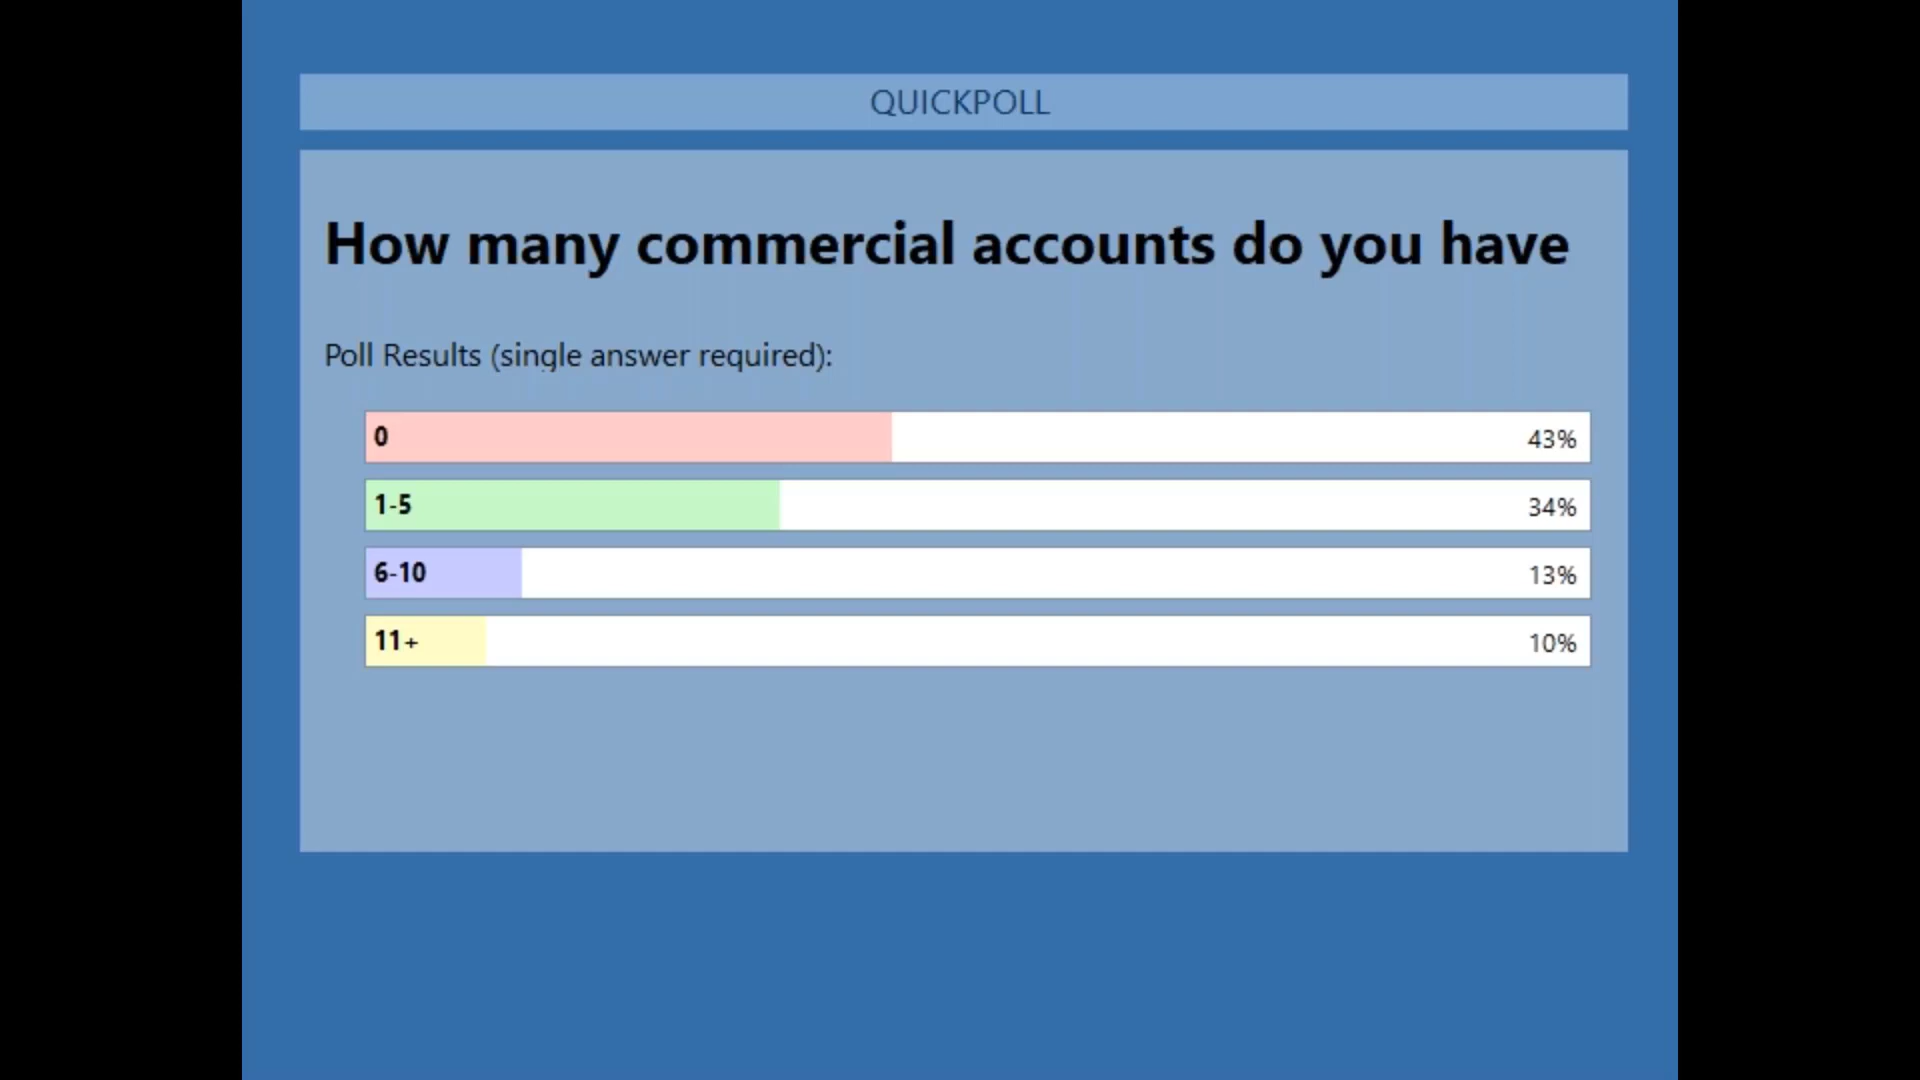 QUICKPOLL
How many commercial accounts do you have
Poll Results (single answer required):
0 43%
1-5 34%
6-10 13%
11+ 10%